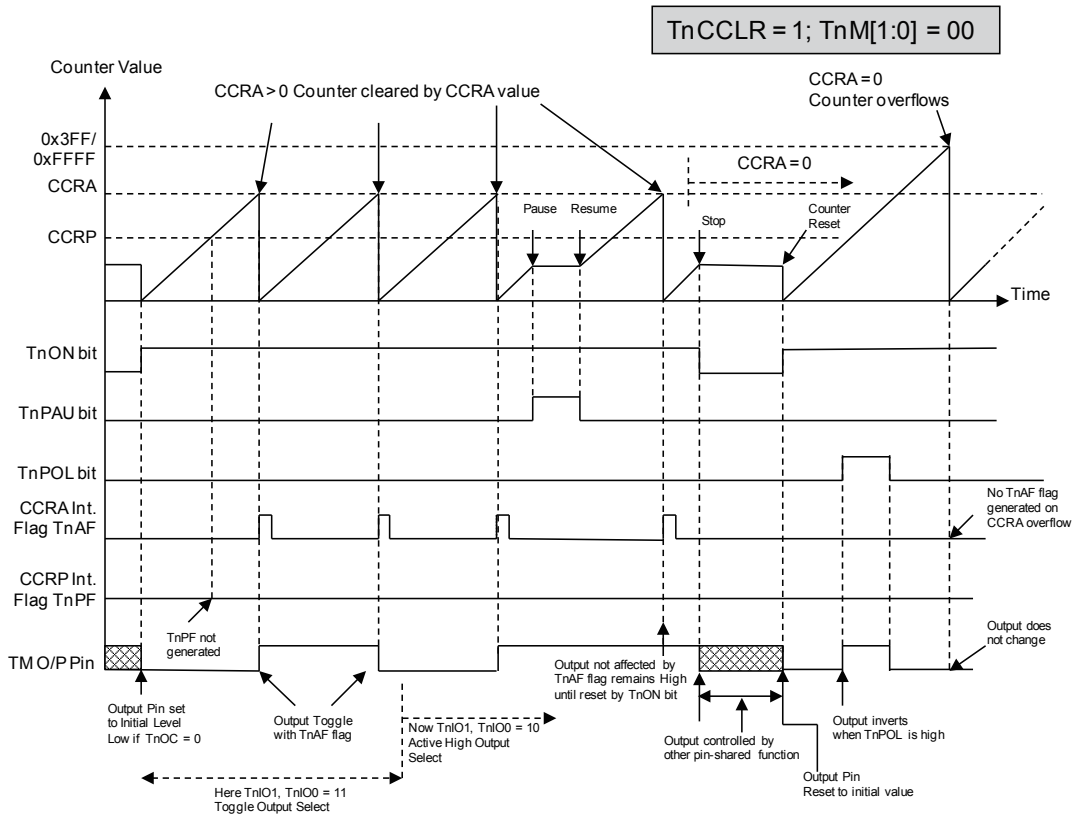 TnCCLR = 1; TnM[1:0] = 00
Counter Value
CCRA > 0 Counter cleared by CCRA value
CCRA = 0
Counter overflows
0x3FF/
0xFFFF
CCRA = 0
CCRA
Pause
Resume
Stop
Counter
Reset
CCRP
Time
TnON bit
TnPAU bit
TnPOL bit
No TnAF flag
generated on
CCRA overflow
CCRA Int.
Flag TnAF
CCRP Int.
Flag TnPF
TnPF not
generated
Output does
not change
TM O/P Pin
Output not affected by
TnAF flag remains High
until reset by TnON bit
Output Pin set
to Initial Level
Low if TnOC = 0
Output Toggle
with TnAF flag
Now TnIO1, TnIO0 = 10
Active High Output
Select
Output controlled by
other pin-shared function
Output inverts
when TnPOL is high
Output Pin
Reset to initial value
Here TnIO1, TnIO0 = 11
Toggle Output Select